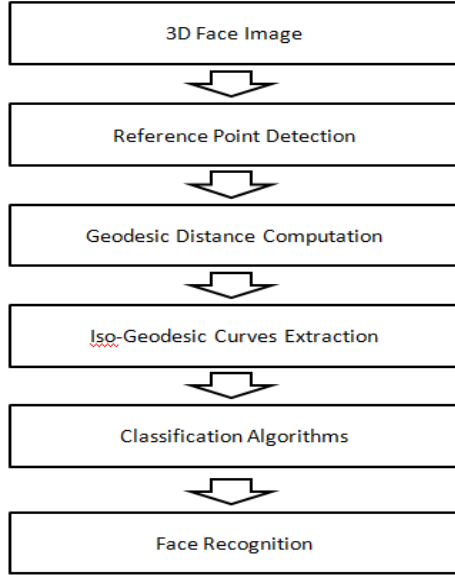 3D Face Image
Reference Point Detection
Geodesic Distance Computation
Iso-Geodesic Curves Extraction
Classification Algorithms
Face Recognition